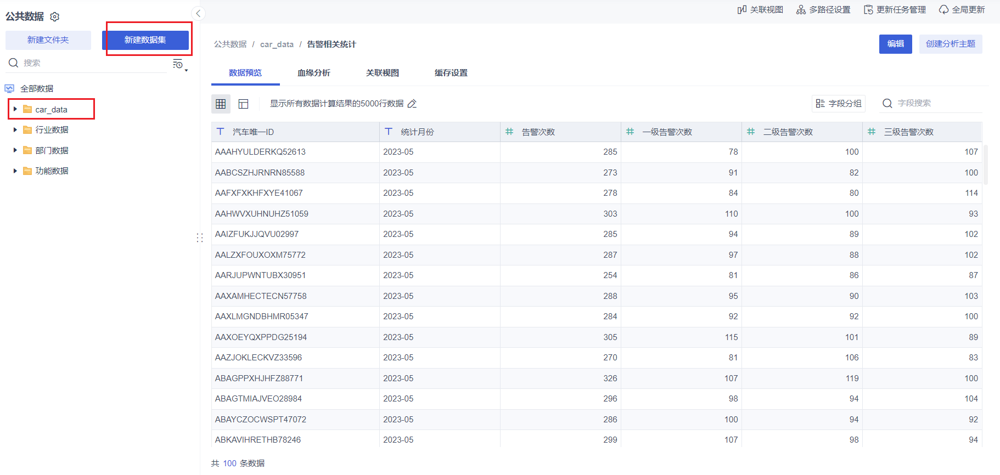 公共数据
新建文件夹 新建数据集
搜索
全部数据
car_data
行业数据
部门数据
功能数据
关联视图 多路径设置 更新任务管理 全局更新
公共数据 / car_data / 告警相关统计 编辑 创建分析主题
数据预览 血缘分析 关联视图 缓存设置
显示所有数据计算结果的5000行数据 字段分组 字段搜索
汽车唯一ID 统计月份 告警次数 一级告警次数 二级告警次数 三级告警次数
AAAHYULDERKQ52613 2023-05 285 78 100 107
AABCSZHJRNRN85588 2023-05 273 91 82 100
AAFXFXKHFXYE41067 2023-05 278 84 80 114
AAHWVXUHNUHZ51059 2023-05 303 110 100 93
AAIZFUKJJQVU02997 2023-05 285 94 89 102
AALZXFOUXOXM75772 2023-05 287 97 88 102
AARJUPWNTUBX30951 2023-05 254 81 86 87
AAXAMHECTECN57758 2023-05 288 95 90 103
AAXLMGNDBHMR05347 2023-05 284 92 92 100
AAXOEYQXPPDG25194 2023-05 305 115 101 89
AAZJOKLECKVZ33596 2023-05 270 81 106 83
ABAGPPXHJHFZ88771 2023-05 326 107 119 100
ABAGTMIAJVEO28984 2023-05 296 98 94 104
ABAYCZOCWSPT47072 2023-05 286 100 94 92
ABKAVIHRETHB78246 2023-05 299 107 98 94
共 100 条数据